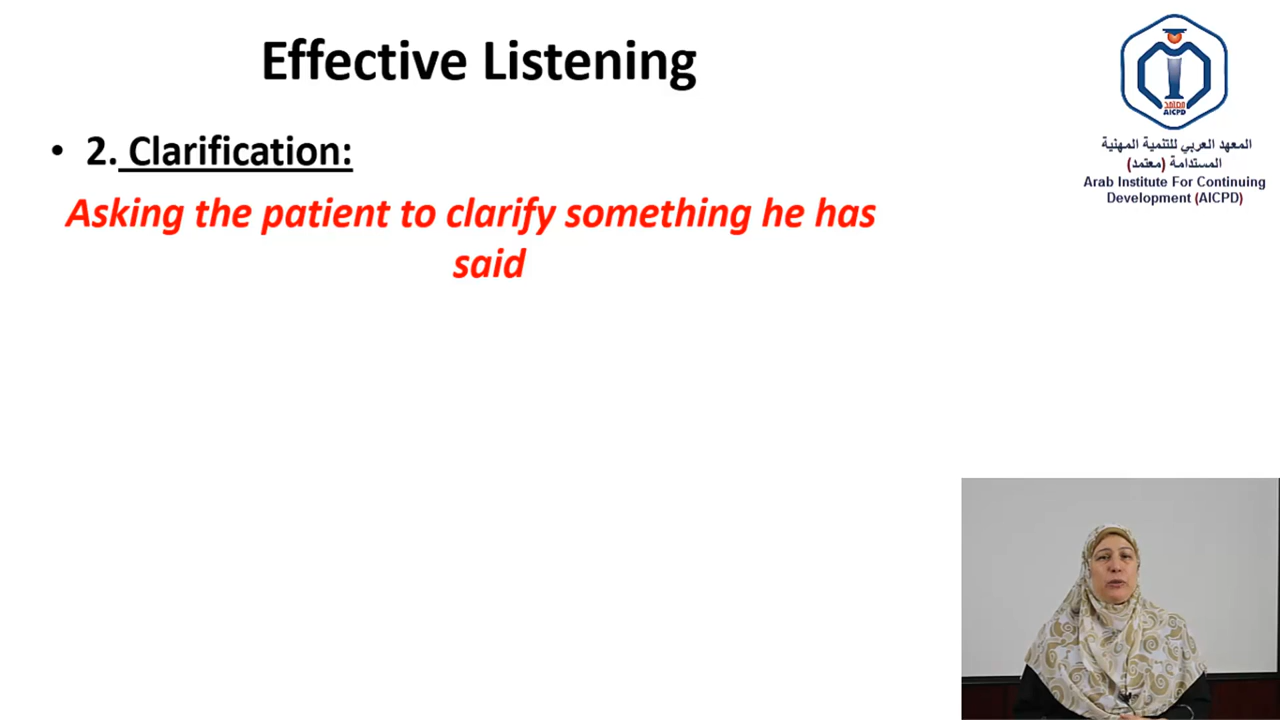 Effective Listening
• 2. Clarification:
Asking the patient to clarify something he has
said
معتمد
AICPD
المعهد العربي للتنمية المهنية
المستدامة (معتمد)
Arab Institute For Continuing
Development (AICPD)